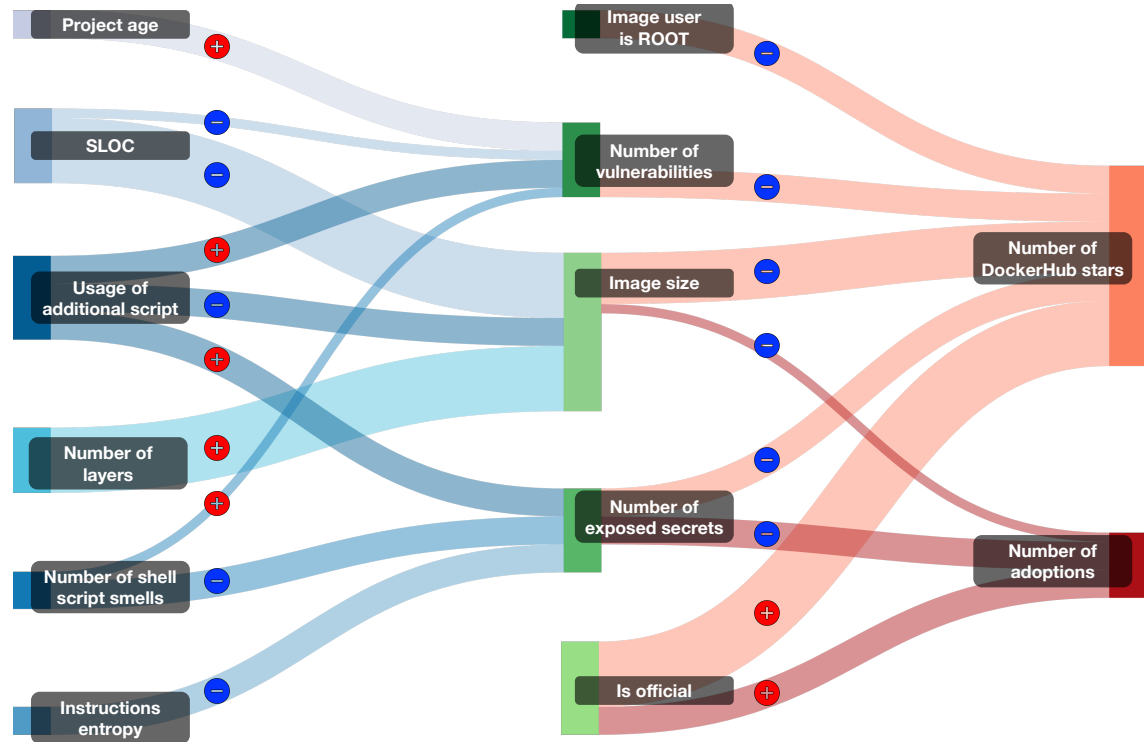 Project age
+
SLOC
−
−
Usage of
additional script
+
−
+
Number of
layers
+
+
Number of shell
script smells
−
Instructions
entropy
−
Image user
is ROOT
−
Number of
vulnerabilities
−
Image size
−
−
Number of
exposed secrets
−
−
Is official
+
+
Number of
DockerHub stars
Number of
adoptions